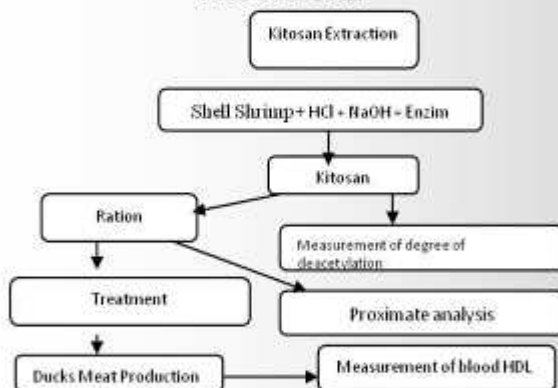 Kitosan Extraction
Shell Shrimp + HCl + NaOH + Enzim
Kitosan
Ration
Measurement of degree of
deacetylation
Treatment
Proximate analysis
Ducks Meat Production
Measurement of blood HDL